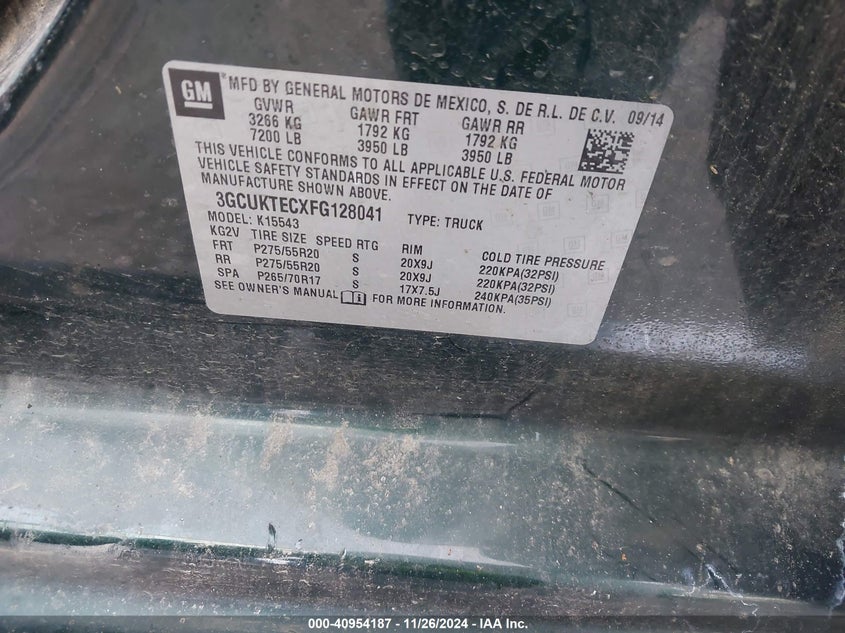 GM
*MFD BY GENERAL MOTORS DE MEXICO, S. DE R.L. DE C.V. 09/14
GVWR GAWR FRT GAWR RR
3266 KG 1792 KG 1792 KG
7200 LB 3950 LB 3950 LB
THIS VEHICLE CONFORMS TO ALL APPLICABLE U.S. FEDERAL MOTOR
VEHICLE SAFETY STANDARDS IN EFFECT ON THE DATE OF
MANUFACTURE SHOWN ABOVE.
3GCUKTECXFG128041 TYPE: TRUCK
MODEL: K15543
KG2V TIRE SIZE SPEED RTG RIM COLD TIRE PRESSURE
FRT P275/55R20 S 20X9J 220KPA(32PSI)
RR P275/55R20 S 20X9J 220KPA(32PSI)
SPA P265/70R17 S 17X7.5J 240KPA(35PSI)
SEE OWNER'S MANUAL FOR MORE INFORMATION.
000-40954187 - 11/26/2024 - IAA Inc.